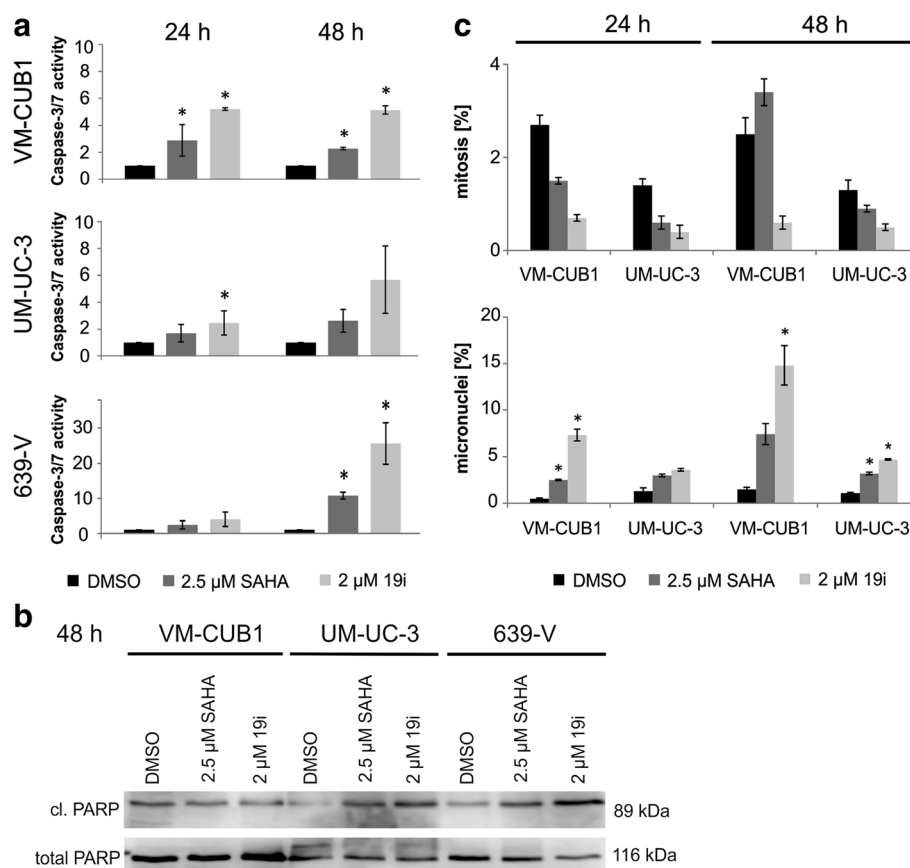 a
24 h 48 h
VM-CUB1
Caspase-3/7 activity
10
8
6
4
2
0
* * * *
UM-UC-3
Caspase-3/7 activity
10
8
6
4
2
0
*
639-V
Caspase-3/7 activity
30
20
10
0
* *
DMSO 2.5 µM SAHA 2 µM 19i
c
24 h 48 h
mitosis [%]
4
2
0
VM-CUB1 UM-UC-3 VM-CUB1 UM-UC-3
micronuclei [%]
20
15
10
5
0
* * * * *
VM-CUB1 UM-UC-3 VM-CUB1 UM-UC-3
DMSO 2.5 µM SAHA 2 µM 19i
b
48 h VM-CUB1 UM-UC-3 639-V
DMSO 2.5 µM SAHA 2 µM 19i DMSO 2.5 µM SAHA 2 µM 19i DMSO 2.5 µM SAHA 2 µM 19i
cl. PARP 89 kDa
total PARP 116 kDa